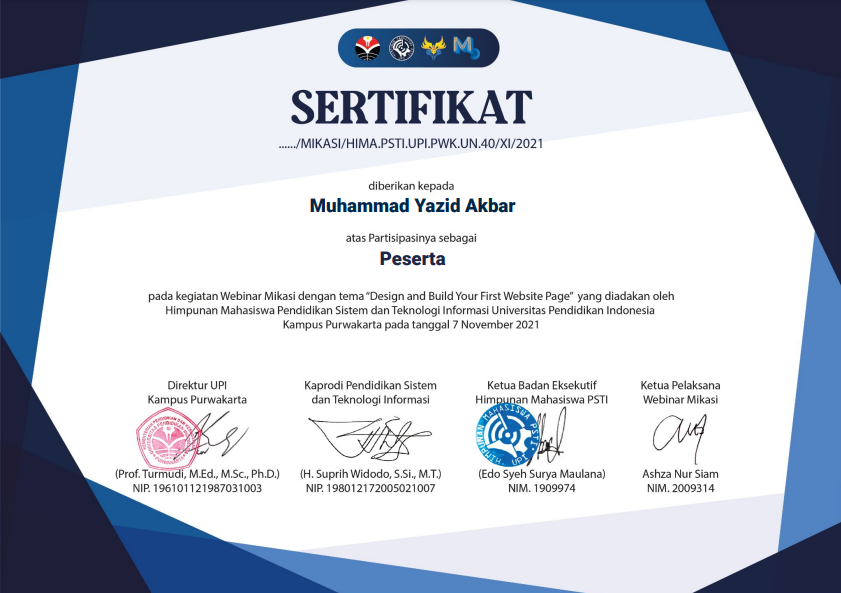 SERTIFIKAT
....../MIKASI/HIMA.PSTI.UPI.PWK.UN.40/XI/2021
diberikan kepada
Muhammad Yazid Akbar
atas Partisipasinya sebagai
Peserta
pada kegiatan Webinar Mikasi dengan tema “Design and Build Your First Website Page” yang diadakan oleh
Himpunan Mahasiswa Pendidikan Sistem dan Teknologi Informasi Universitas Pendidikan Indonesia
Kampus Purwakarta pada tanggal 7 November 2021
Direktur UPI
Kampus Purwakarta
(Prof. Turmudi, M.Ed., M.Sc., Ph.D.)
NIP. 196101121987031003
Kaprodi Pendidikan Sistem
dan Teknologi Informasi
(H. Suprih Widodo, S.Si., M.T.)
NIP. 198012172005021007
Ketua Badan Eksekutif
Himpunan Mahasiswa PSTI
HIMPUNAN MAHASISWA PSTI
UPI
(Edo Syeh Surya Maulana)
NIM. 1909974
Ketua Pelaksana
Webinar Mikasi
Ashza Nur Siam
NIM. 2009314